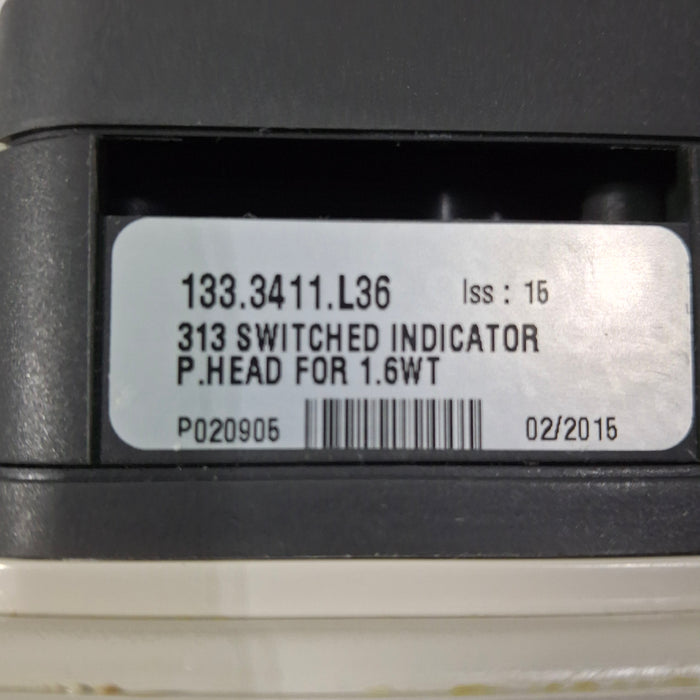 133.3411.L36 Iss : 15
313 SWITCHED INDICATOR
P.HEAD FOR 1.6WT
P020905 02/2015